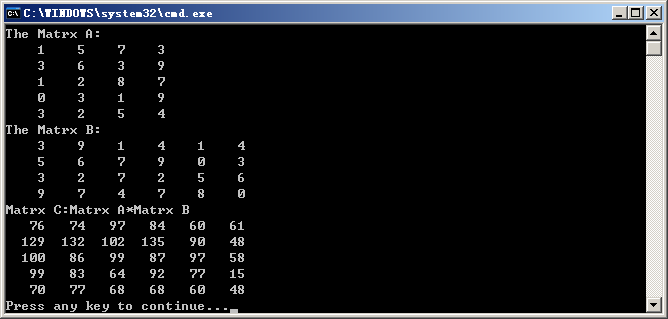 C:\WINDOWS\system32\cmd.exe
The Matrx A:
1 5 7 3
3 6 3 9
1 2 8 7
0 3 1 9
3 2 5 4
The Matrx B:
3 9 1 4 1 4
5 6 7 9 0 3
3 2 7 2 5 6
9 7 4 7 8 0
Matrx C:Matrx A*Matrx B
76 74 97 84 60 61
129 132 102 135 90 48
100 86 99 87 97 58
99 83 64 92 77 15
70 77 68 68 60 48
Press any key to continue..._